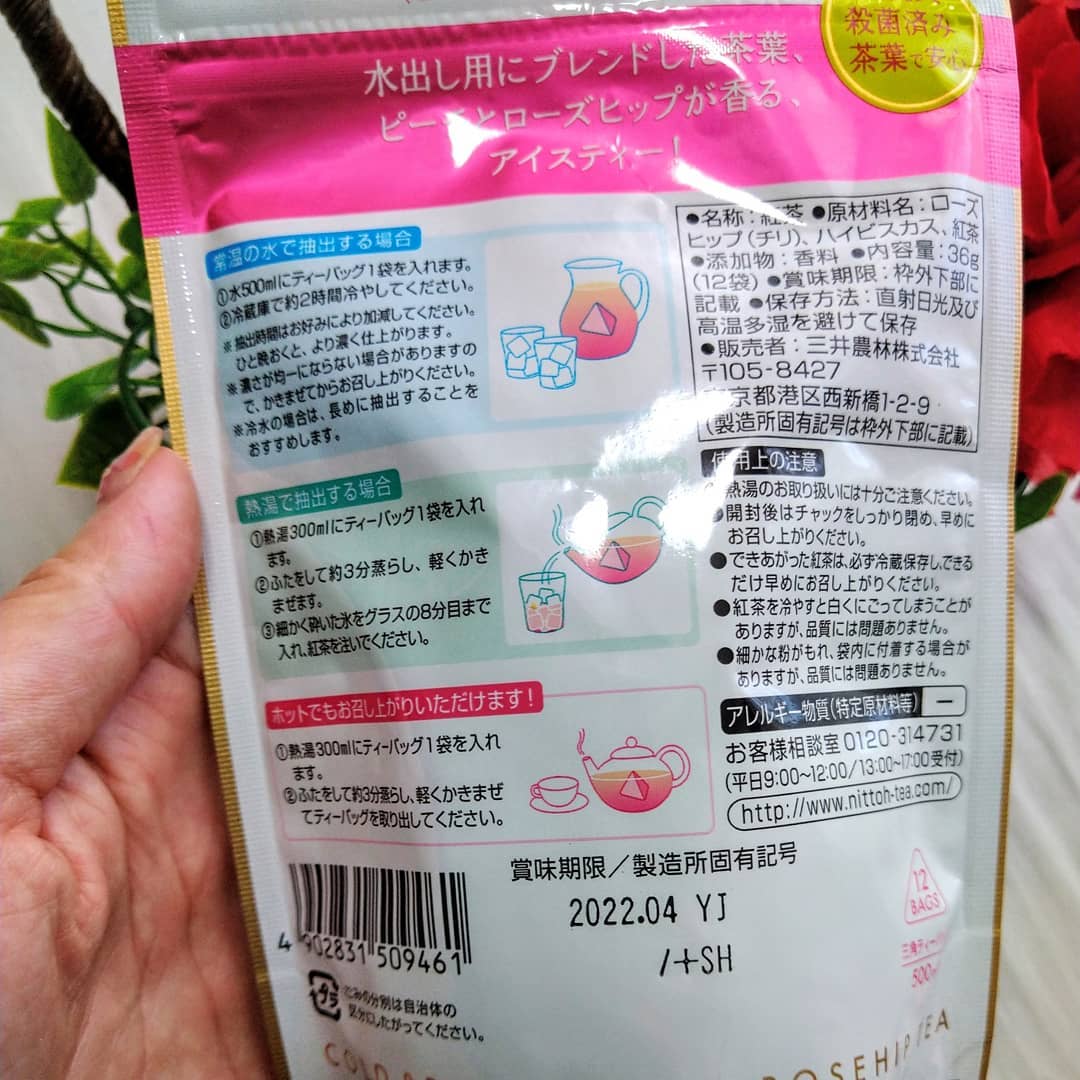 殺菌済み
茶葉で安心
水出し用にブレンドした茶葉、
ピーチとローズヒップが香る、
アイスティー!
常温の水で抽出する場合
①水500mlにティーバッグ1袋を入れます。
②冷蔵庫で約2時間冷やしてください。
※抽出時間はお好みにより加減してください。
ひと晩おくと、より濃く仕上がります。
※濃さが均一にならない場合がありますの
で、かきまぜてからお召し上がりください。
※冷水の場合は、長めに抽出することを
おすすめします。
熱湯で抽出する場合
①熱湯300mlにティーバッグ1袋を入れ
ます。
②ふたをして約3分蒸らし、軽くかき
まぜます。
③細かく砕いた氷をグラスの8分目まで
入れ、紅茶を注いでください。
ホットでもお召し上がりいただけます!
①熱湯300mlにティーバッグ1袋を入れ
ます。
②ふたをして約3分蒸らし、軽くかきまぜ
てティーバッグを取り出してください。
●名称:紅茶 ●原材料名:ローズ
ヒップ(チリ)、ハイビスカス、紅茶
●添加物:香料 ●内容量:36g
(12袋) ●賞味期限:枠外下部に
記載 ●保存方法:直射日光及び
高温多湿を避けて保存
●販売者:三井農林株式会社
〒105-8427
東京都港区西新橋1-2-9
(製造所固有記号は枠外下部に記載)
使用上の注意
●熱湯のお取り扱いには十分ご注意ください。
●開封後はチャックをしっかり閉め、早めに
お召し上がりください。
●できあがった紅茶は、必ず冷蔵保存し、できる
だけ早めにお召し上がりください。
●紅茶を冷やすと白くにごってしまうことが
ありますが、品質には問題ありません。
●細かな粉がもれ、袋内に付着する場合が
ありますが、品質には問題ありません。
アレルギー物質(特定原材料等) ー
お客様相談室 0120-314731
(平日9:00~12:00/13:00~17:00受付)
http://www.nittoh-tea.com/
賞味期限/製造所固有記号
2022.04 YJ
/+SH
4 902831 509461
プラ
ごみの分別は自治体の
区分にしたがってください。
12
BAGS
三角ティー
500
COLD
ROSEHIP TEA